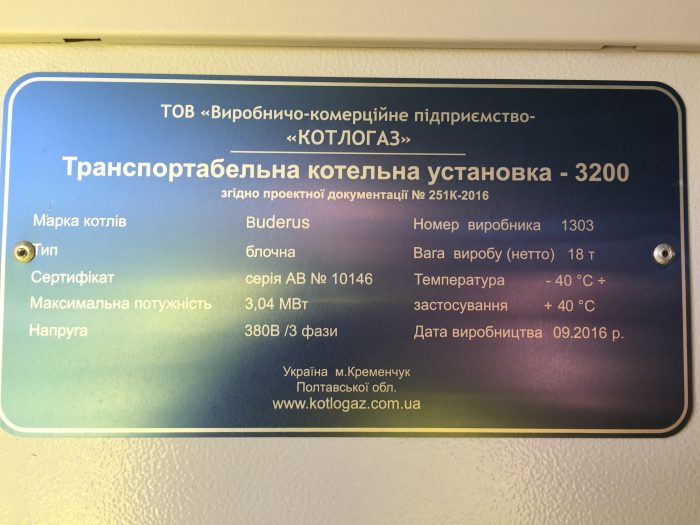 ТОВ «Виробничо-комерційне підприємство-
«КОТЛОГАЗ»
Транспортабельна котельна установка - 3200
згідно проектної документації № 251К-2016
Марка котлів Buderus Номер виробника 1303
Тип блочна Вага виробу (нетто) 18 т
Сертифікат серія АВ № 10146 Температура - 40 °C ÷
Максимальна потужність 3,04 МВт застосування + 40 °C
Напруга 380В /3 фази Дата виробництва 09.2016 р.
Україна м.Кременчук
Полтавської обл.
www.kotlogaz.com.ua